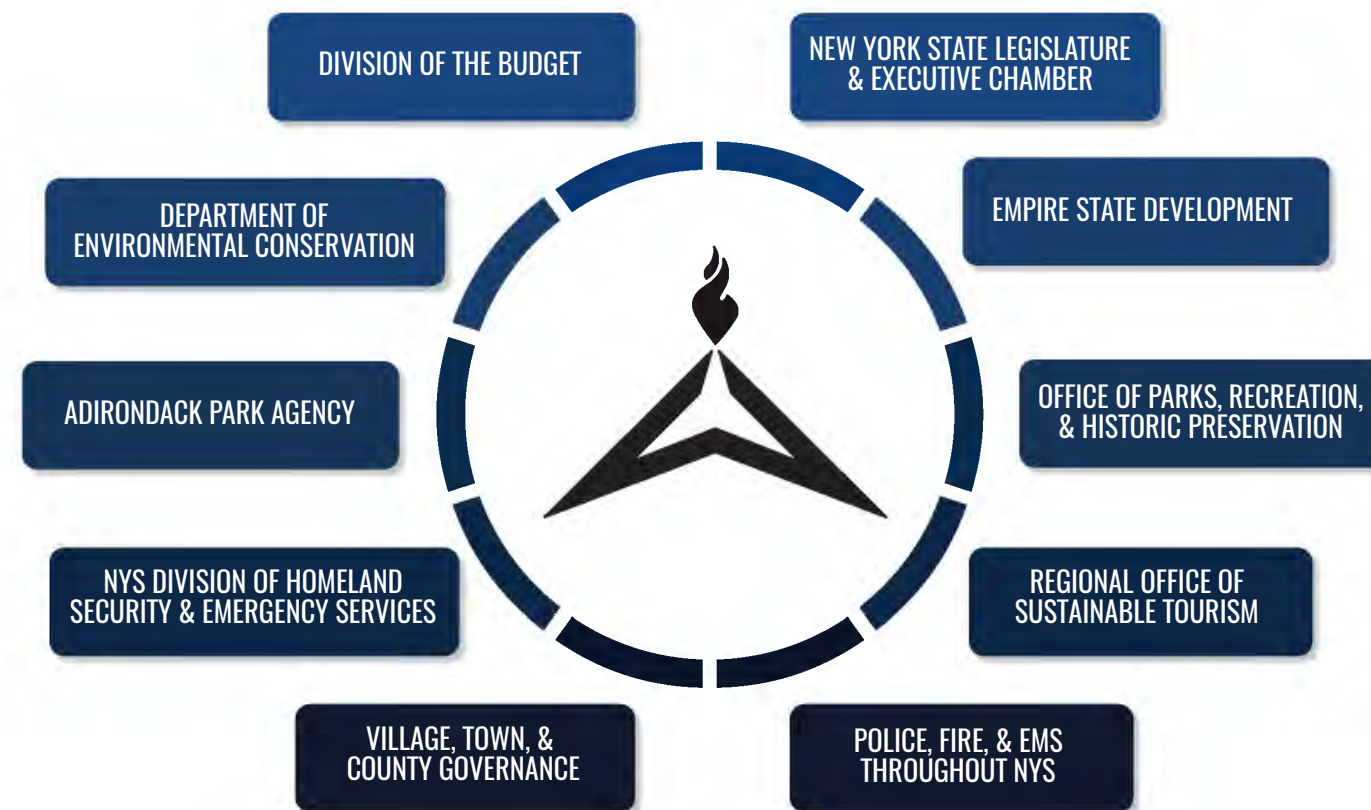 DIVISION OF THE BUDGET
NEW YORK STATE LEGISLATURE
& EXECUTIVE CHAMBER
DEPARTMENT OF
ENVIRONMENTAL CONSERVATION
EMPIRE STATE DEVELOPMENT
ADIRONDACK PARK AGENCY
OFFICE OF PARKS, RECREATION,
& HISTORIC PRESERVATION
NYS DIVISION OF HOMELAND
SECURITY & EMERGENCY SERVICES
REGIONAL OFFICE OF
SUSTAINABLE TOURISM
VILLAGE, TOWN, &
COUNTY GOVERNANCE
POLICE, FIRE, & EMS
THROUGHOUT NYS